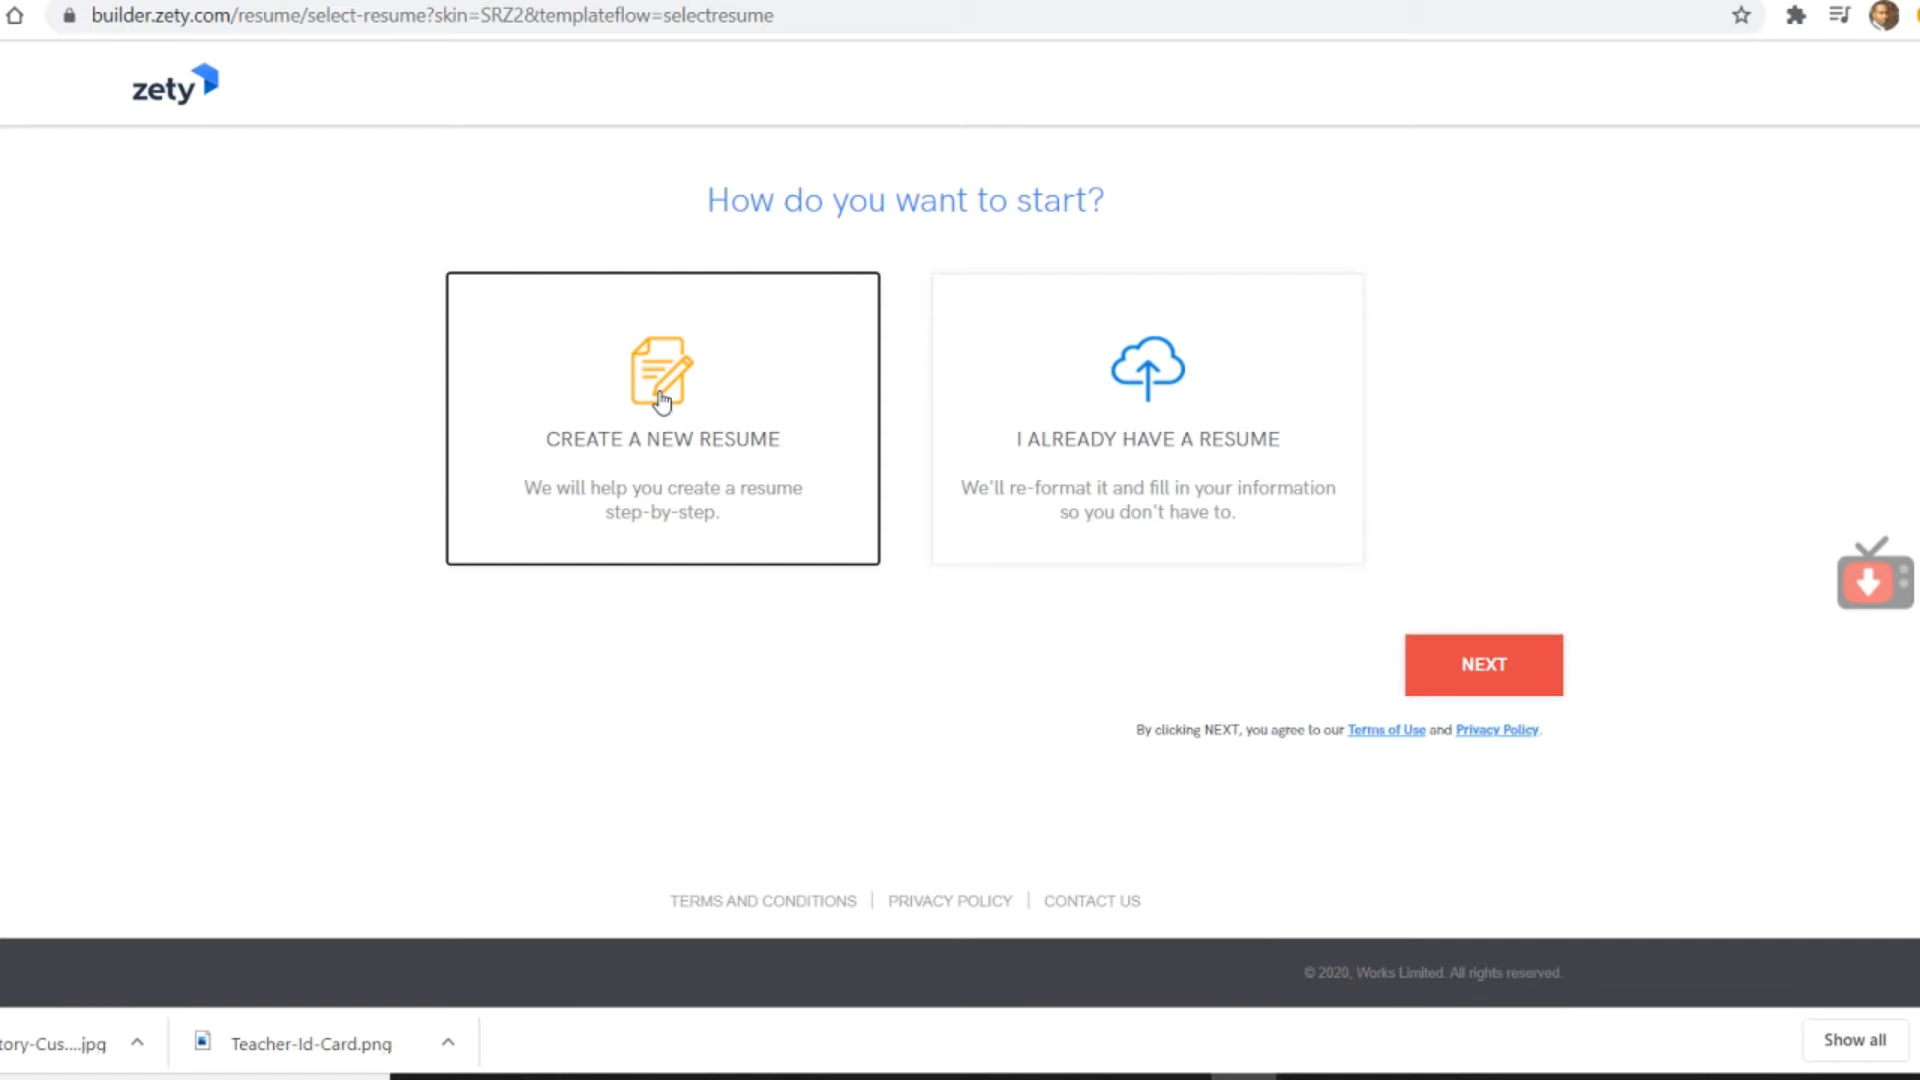 builder.zety.com/resume/select-resume?skin=SRZ2&templateflow=selectresume
zety
How do you want to start?
CREATE A NEW RESUME
We will help you create a resume
step-by-step.
I ALREADY HAVE A RESUME
We'll re-format it and fill in your information
so you don't have to.
NEXT
By clicking NEXT, you agree to our Terms of Use and Privacy Policy.
TERMS AND CONDITIONS | PRIVACY POLICY | CONTACT US
© 2020, Works Limited. All rights reserved.
tory-Cus....jpg
Teacher-Id-Card.png
Show all